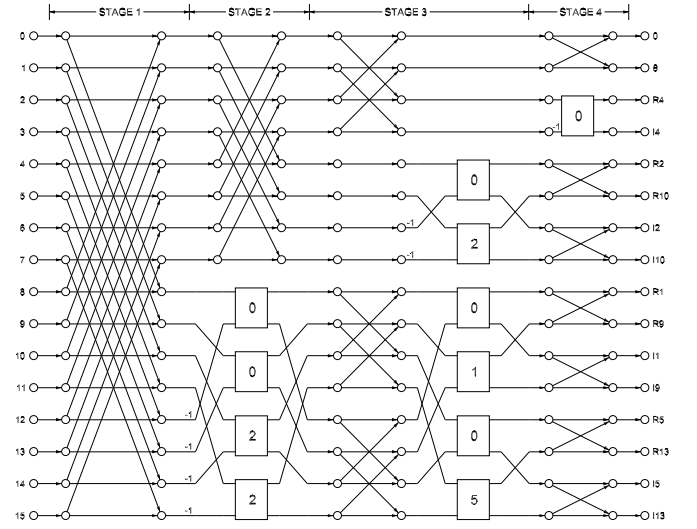 STAGE 1 STAGE 2 STAGE 3 STAGE 4
0 0
1 8
2 R4
0
3 -1 I4
4 R2
0
5 R10
6 -1 I2
2
7 -1 I10
8 R1
0 0
9 R9
10 I1
0 1
11 I9
12 -1 R5
2 0
13 -1 R13
14 -1 I5
2 5
15 -1 I13